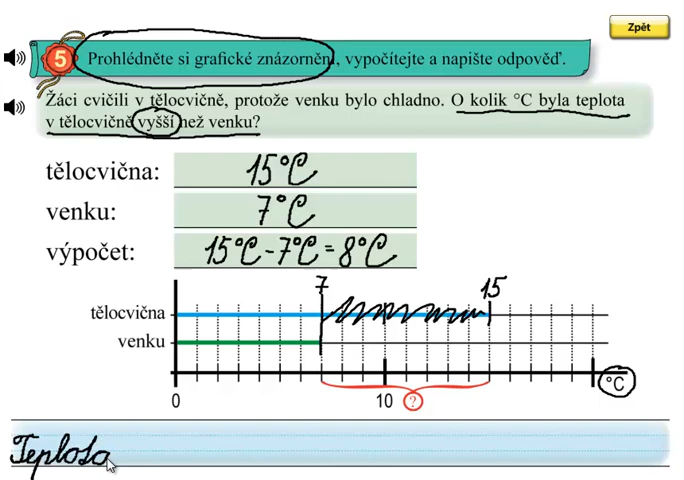 Zpět
5 Prohlédněte si grafické znázornění, vypočítejte a napište odpověď.
Žáci cvičili v tělocvičně, protože venku bylo chladno. O kolik °C byla teplota
v tělocvičně vyšší než venku?
tělocvična: 15°C
venku: 7°C
výpočet: 15°C - 7°C = 8°C
7 15
tělocvična
venku
°C
0 10 ?
Teplota